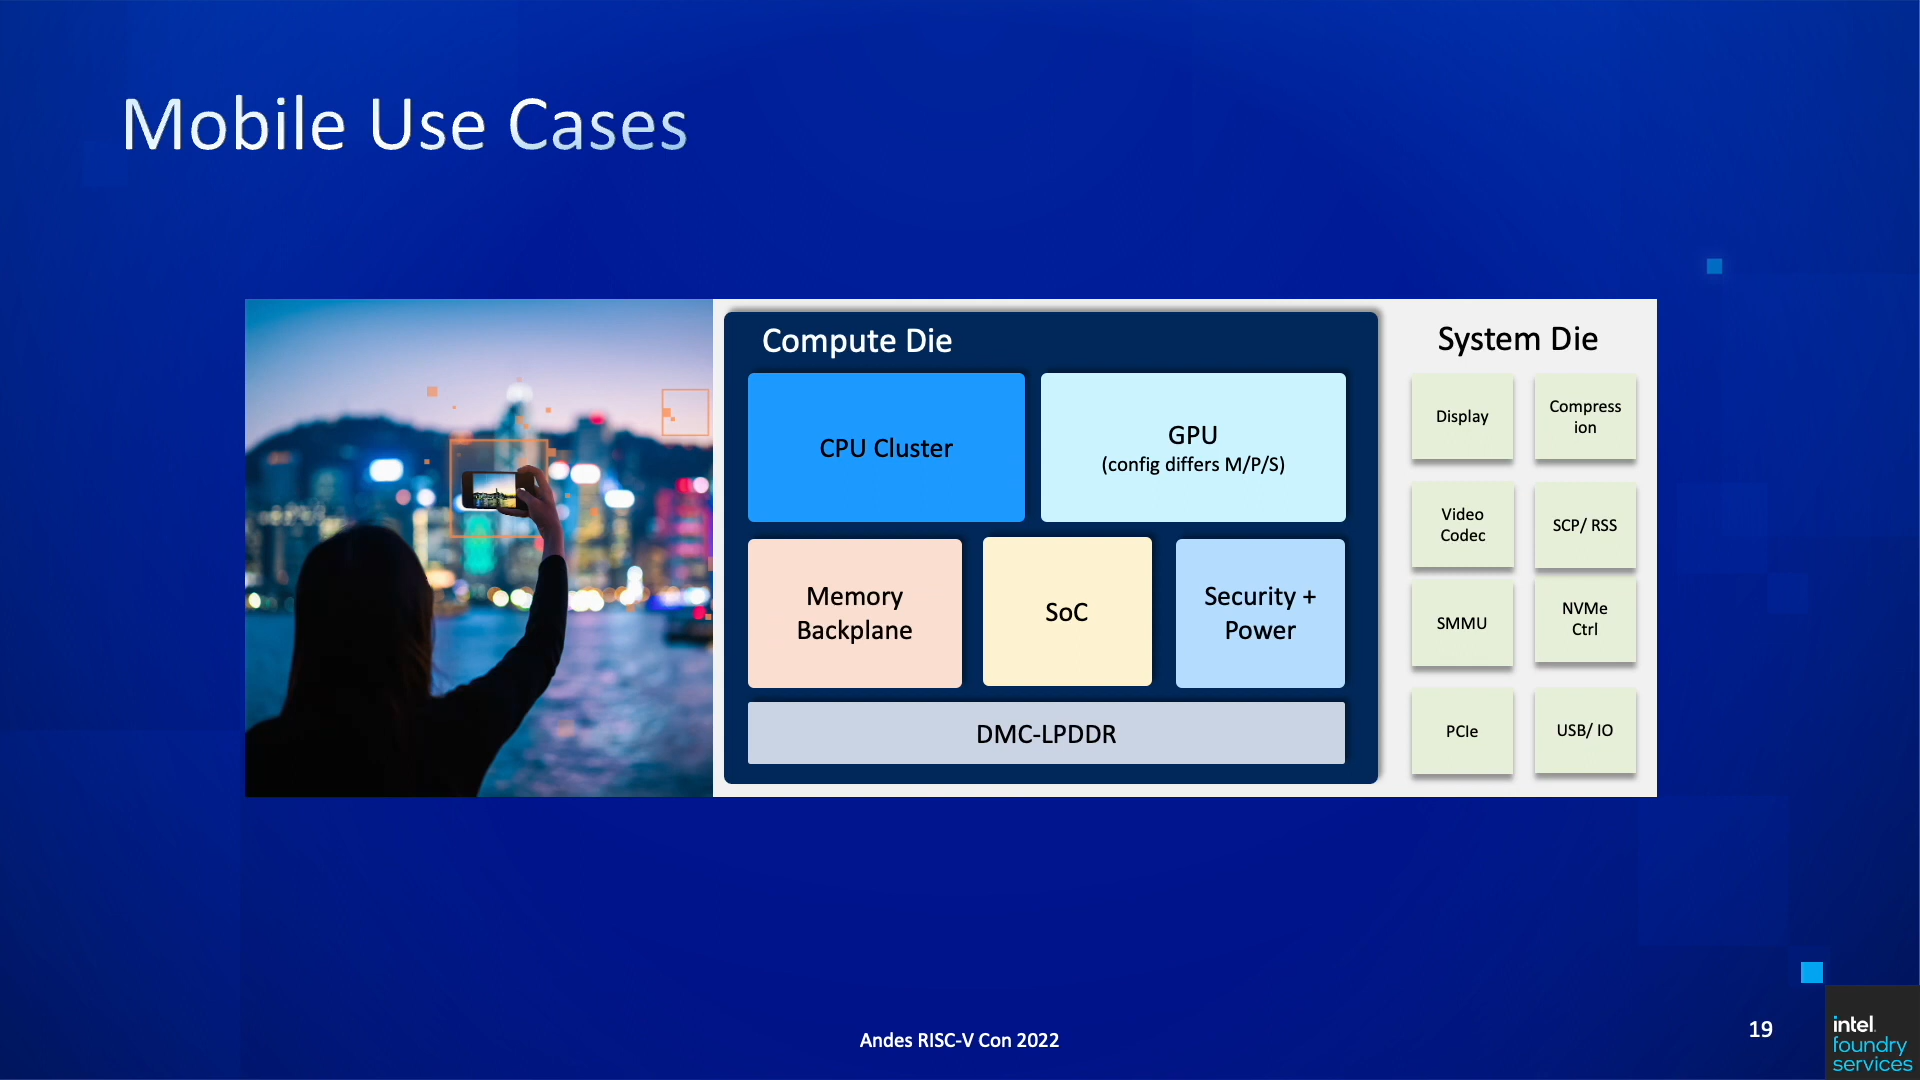 Mobile Use Cases
Compute Die
CPU Cluster
GPU
(config differs M/P/S)
Memory
Backplane
SoC
Security +
Power
DMC-LPDDR
System Die
Display
Compress
ion
Video
Codec
SCP/ RSS
SMMU
NVMe
Ctrl
PCIe
USB/ IO
Andes RISC-V Con 2022
19
intel.
foundry
services